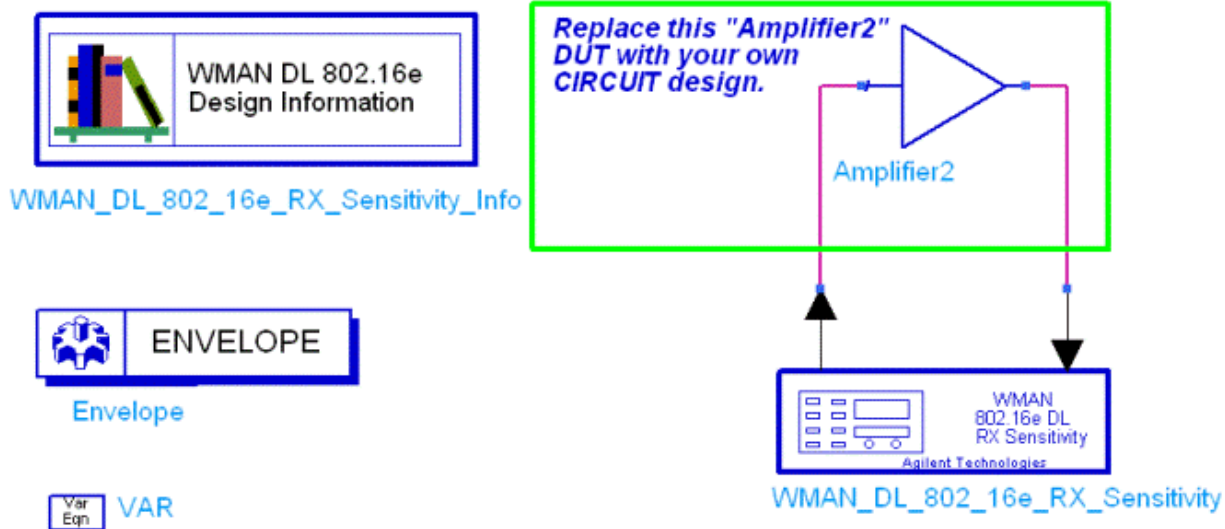 WMAN DL 802.16e
Design Information
WMAN_DL_802_16e_RX_Sensitivity_Info
Replace this "Amplifier2"
DUT with your own
CIRCUIT design.
Amplifier2
ENVELOPE
Envelope
WMAN
802.16e DL
RX Sensitivity
Agilent Technologies
WMAN_DL_802_16e_RX_Sensitivity
Var
Eqn
VAR